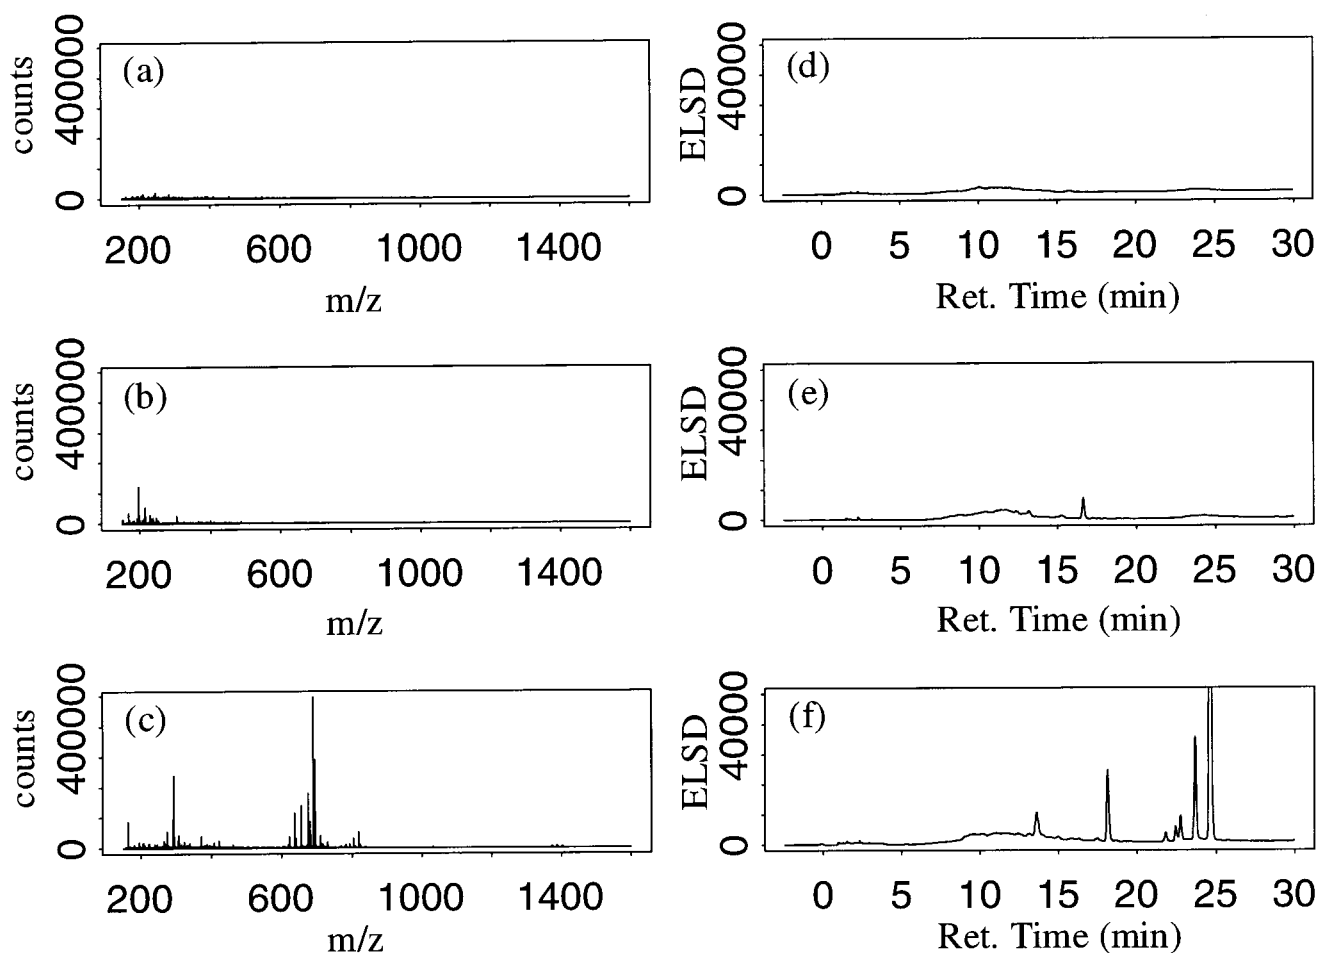 (a)
counts
0 400000
200 600 1000 1400
m/z
(d)
ELSD
0 40000
0 5 10 15 20 25 30
Ret. Time (min)
(b)
counts
0 400000
200 600 1000 1400
m/z
(e)
ELSD
0 40000
0 5 10 15 20 25 30
Ret. Time (min)
(c)
counts
0 400000
200 600 1000 1400
m/z
(f)
ELSD
0 40000
0 5 10 15 20 25 30
Ret. Time (min)